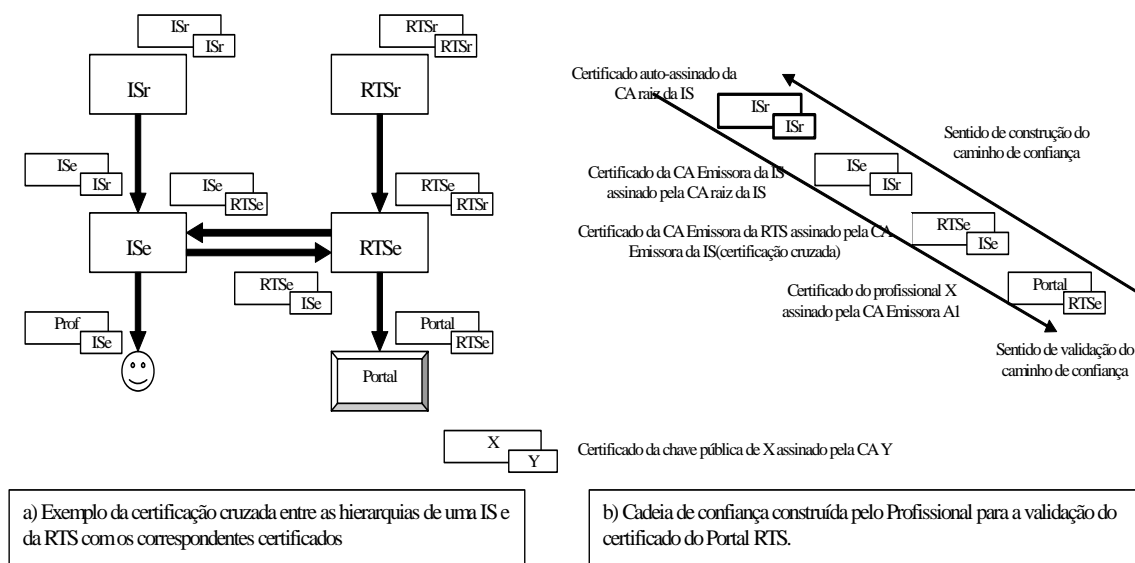 ISr
ISr
RTSr
RTSr
ISr
RTSr
ISe
ISr
ISe
RTSe
RTSe
RTSr
ISe
RTSe
RTSe
ISe
Prof
ISe
Portal
RTSe
Portal
Certificado auto-assinado da
CA raiz da IS
ISr
ISr
Sentido de construção do
caminho de confiança
Certificado da CA Emissora da IS
assinado pela CA raiz da IS
ISe
ISr
Certificado da CA Emissora da RTS assinado pela CA
Emissora da IS(certificação cruzada)
RTSe
ISe
Certificado do profissional X
assinado pela CA Emissora A1
Portal
RTSe
Sentido de validação do
caminho de confiança
X
Y
Certificado da chave pública de X assinado pela CA Y
a) Exemplo da certificação cruzada entre as hierarquias de uma IS e
da RTS com os correspondentes certificados
b) Cadeia de confiança construída pelo Profissional para a validação do
certificado do Portal RTS.